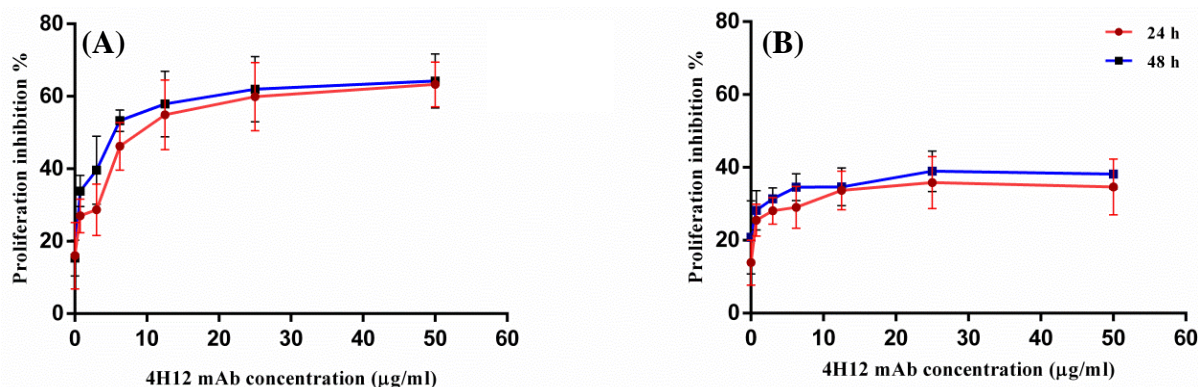 (A)
Proliferation inhibition %
80
60
40
20
0
0 10 20 30 40 50 60
4H12 mAb concentration (µg/ml)
(B)
24 h
48 h
Proliferation inhibition %
80
60
40
20
0
0 10 20 30 40 50 60
4H12 mAb concentration (µg/ml)